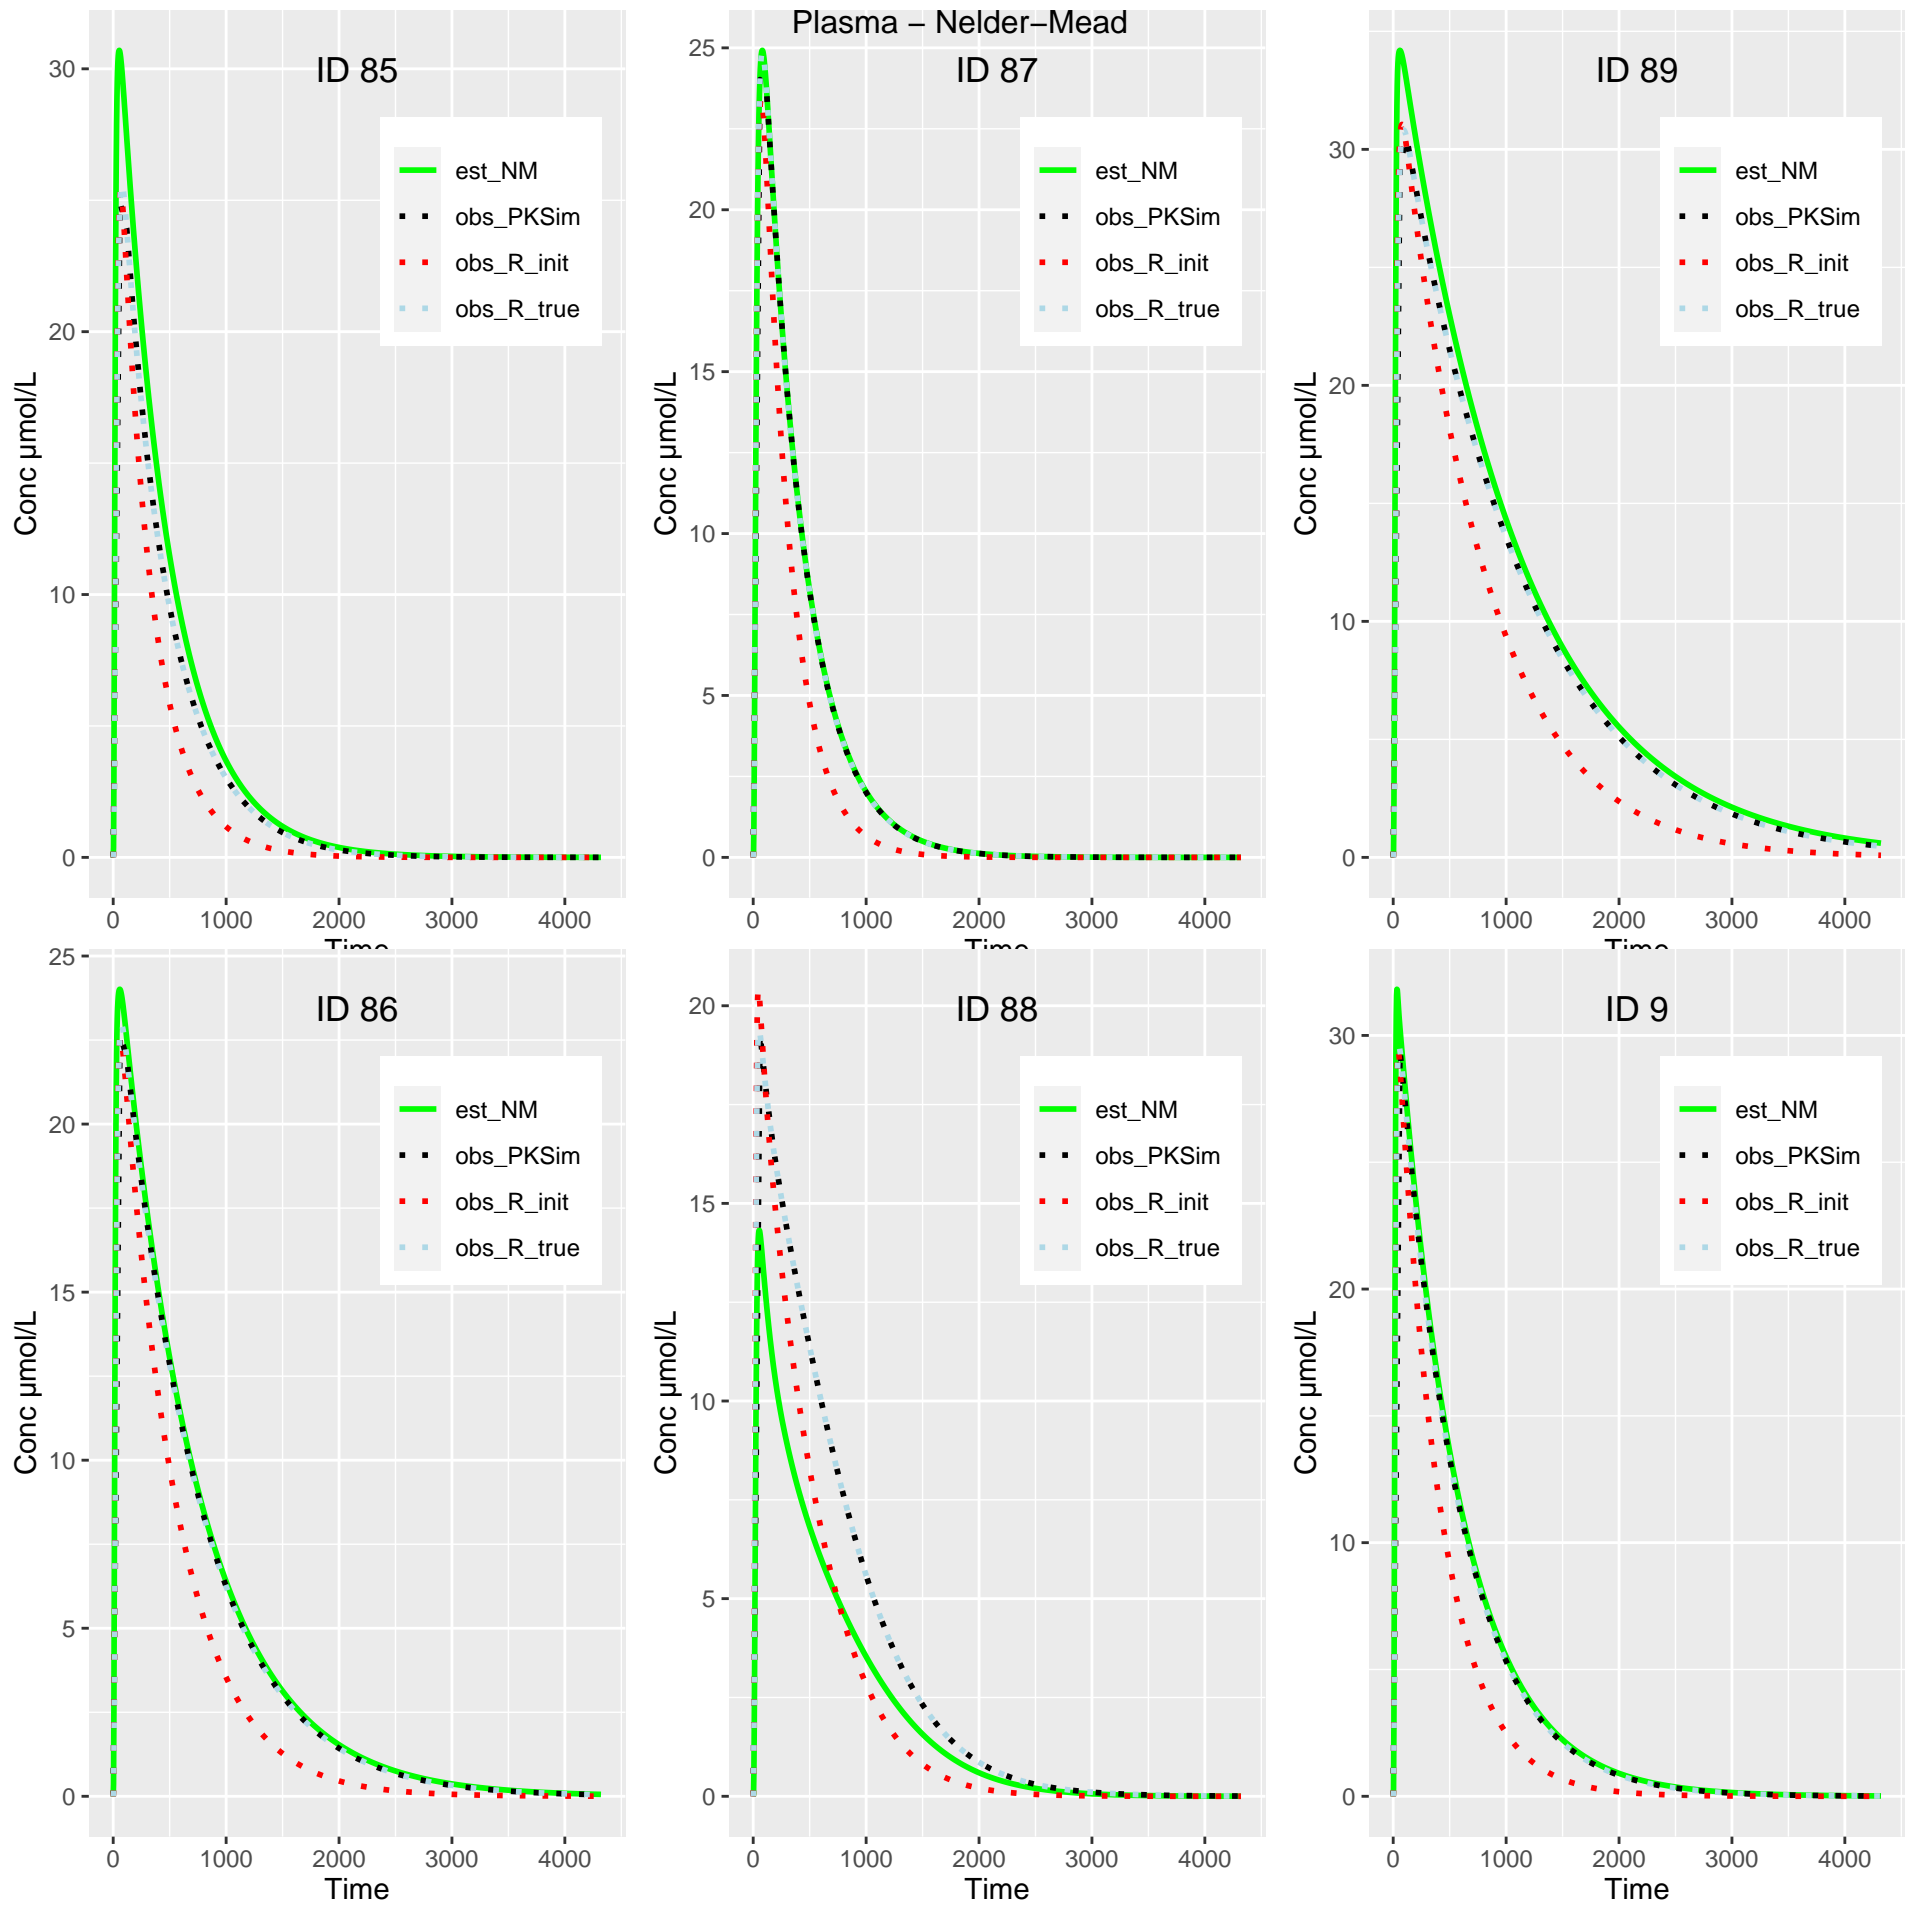 Plasma – Nelder–Mead
ID 85
30
20
10
0
Conc µmol/L
0 1000 2000 3000 4000
Time
est_NM
obs_PKSim
obs_R_init
obs_R_true
ID 87
25
20
15
10
5
0
Conc µmol/L
0 1000 2000 3000 4000
Time
est_NM
obs_PKSim
obs_R_init
obs_R_true
ID 89
30
20
10
0
Conc µmol/L
0 1000 2000 3000 4000
Time
est_NM
obs_PKSim
obs_R_init
obs_R_true
ID 86
25
20
15
10
5
0
Conc µmol/L
0 1000 2000 3000 4000
Time
est_NM
obs_PKSim
obs_R_init
obs_R_true
ID 88
20
15
10
5
0
Conc µmol/L
0 1000 2000 3000 4000
Time
est_NM
obs_PKSim
obs_R_init
obs_R_true
ID 9
30
20
10
0
Conc µmol/L
0 1000 2000 3000 4000
Time
est_NM
obs_PKSim
obs_R_init
obs_R_true